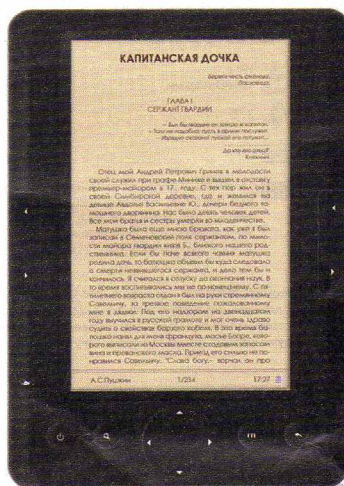 КАПИТАНСКАЯ ДОЧКА
Береги честь смолоду.
Пословица.
ГЛАВА I
СЕРЖАНТ ГВАРДИИ
– Был бы гвардии он завтра ж капитан.
– Того не надобно; пусть в армии послужит.
– Изрядно сказано! пускай его потужит...
Да кто его отец?
Княжнин.
Отец мой Андрей Петрович Гринев в молодости
своей служил при графе Минихе и вышел в отставку
премьер-майором в 17.. году. С тех пор жил он в
своей Симбирской деревне, где и женился на
девице Авдотье Васильевне Ю., дочери бедного та-
мошнего дворянина. Нас было девять человек детей.
Все мои братья и сестры умерли во младенчестве.
Матушка была еще мною брюхата, как уже я был
записан в Семеновский полк сержантом, по милос-
ти майора гвардии князя Б., близкого нашего род-
ственника. Если бы паче всякого чаяния матушка
родила дочь, то батюшка объявил бы куда следовало
о смерти неявившегося сержанта, и дело тем бы и
кончилось. Я считался в отпуску до окончания наук. В
то время воспитывались мы не по-нонешнему. С пя-
тилетнего возраста отдан я был на руки стремянному
Савельичу, за трезвое поведение пожалованному
мне в дядьки. Под его надзором на двенадцатом
году выучился я русской грамоте и мог очень здраво
судить о свойствах борзого кобеля. В это время ба-
тюшка нанял для меня француза, мосье Бопре, кото-
рого выписали из Москвы вместе с годовым запасом
вина и прованского масла. Приезд его сильно не по-
нравился Савельичу. "Слава богу,– ворчал он про
А.С.Пушкин 1/234 17:27